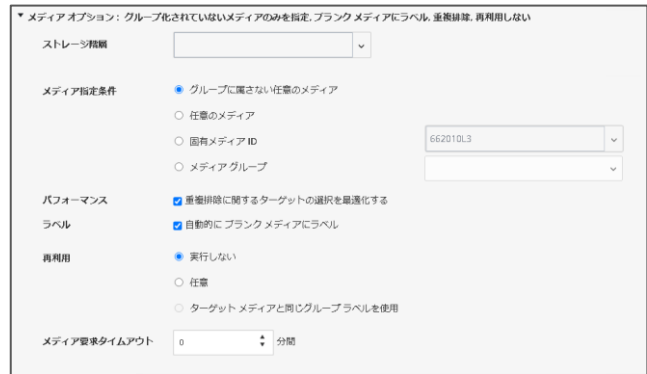 ▼ メディア オプション： グループ化されていないメディアのみを指定, ブランク メディアにラベル, 重複排除, 再利用しない
ストレージ階層
メディア指定条件
グループに属さない任意のメディア
任意のメディア
固有メディア ID 662010L3
メディア グループ
パフォーマンス 重複排除に関するターゲットの選択を最適化する
ラベル 自動的に ブランク メディアにラベル
再利用 実行しない
任意
ターゲット メディアと同じグループ ラベルを使用
メディア要求タイムアウト 0 分間